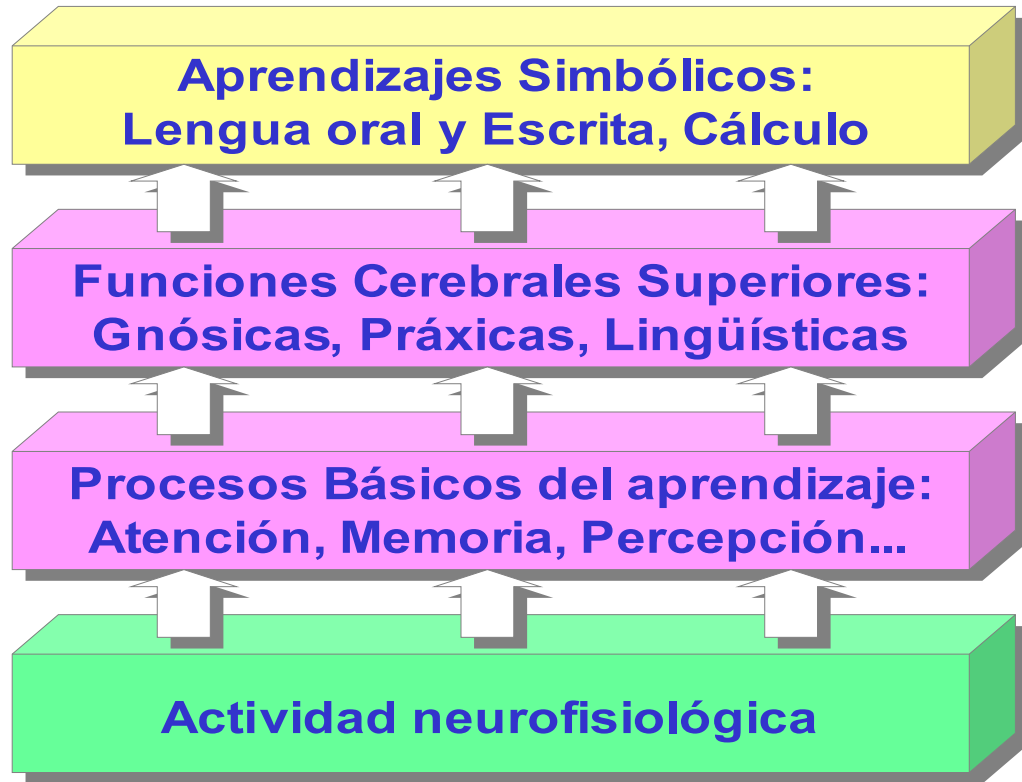 Aprendizajes Simbólicos:
Lengua oral y Escrita, Cálculo
Funciones Cerebrales Superiores:
Gnósicas, Práxicas, Lingüísticas
Procesos Básicos del aprendizaje:
Atención, Memoria, Percepción...
Actividad neurofisiológica